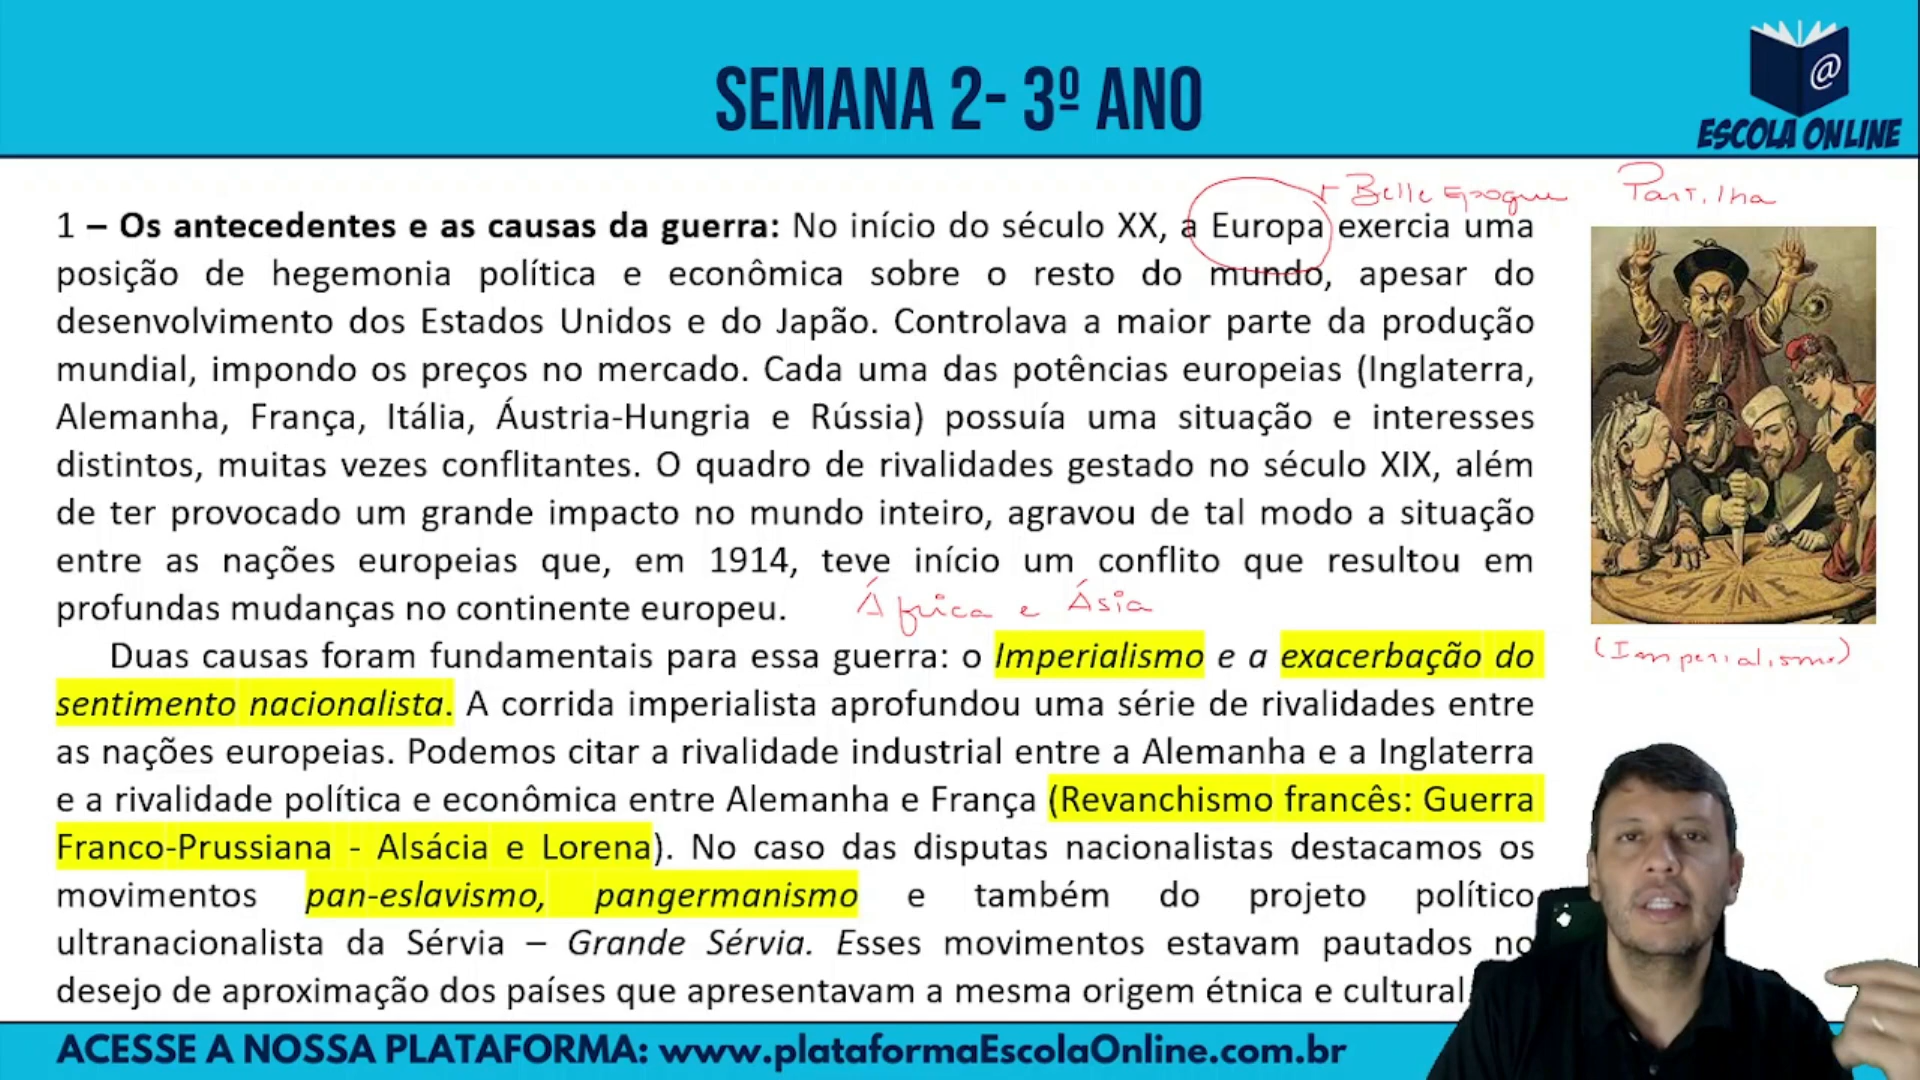 SEMANA 2- 3º ANO
@
ESCOLA ONLINE
Belle Epoque
Partilha
1 – Os antecedentes e as causas da guerra: No início do século XX, a Europa exercia uma
posição de hegemonia política e econômica sobre o resto do mundo, apesar do
desenvolvimento dos Estados Unidos e do Japão. Controlava a maior parte da produção
mundial, impondo os preços no mercado. Cada uma das potências europeias (Inglaterra,
Alemanha, França, Itália, Áustria-Hungria e Rússia) possuía uma situação e interesses
distintos, muitas vezes conflitantes. O quadro de rivalidades gestado no século XIX, além
de ter provocado um grande impacto no mundo inteiro, agravou de tal modo a situação
entre as nações europeias que, em 1914, teve início um conflito que resultou em
profundas mudanças no continente europeu.
África e Ásia
CHINE
(Imperialismo)
Duas causas foram fundamentais para essa guerra: o Imperialismo e a exacerbação do
sentimento nacionalista. A corrida imperialista aprofundou uma série de rivalidades entre
as nações europeias. Podemos citar a rivalidade industrial entre a Alemanha e a Inglaterra
e a rivalidade política e econômica entre Alemanha e França (Revanchismo francês: Guerra
Franco-Prussiana - Alsácia e Lorena). No caso das disputas nacionalistas destacamos os
movimentos pan-eslavismo, pangermanismo e também do projeto político
ultranacionalista da Sérvia – Grande Sérvia. Esses movimentos estavam pautados no
desejo de aproximação dos países que apresentavam a mesma origem étnica e cultural.
ACESSE A NOSSA PLATAFORMA: www.plataformaEscolaOnline.com.br